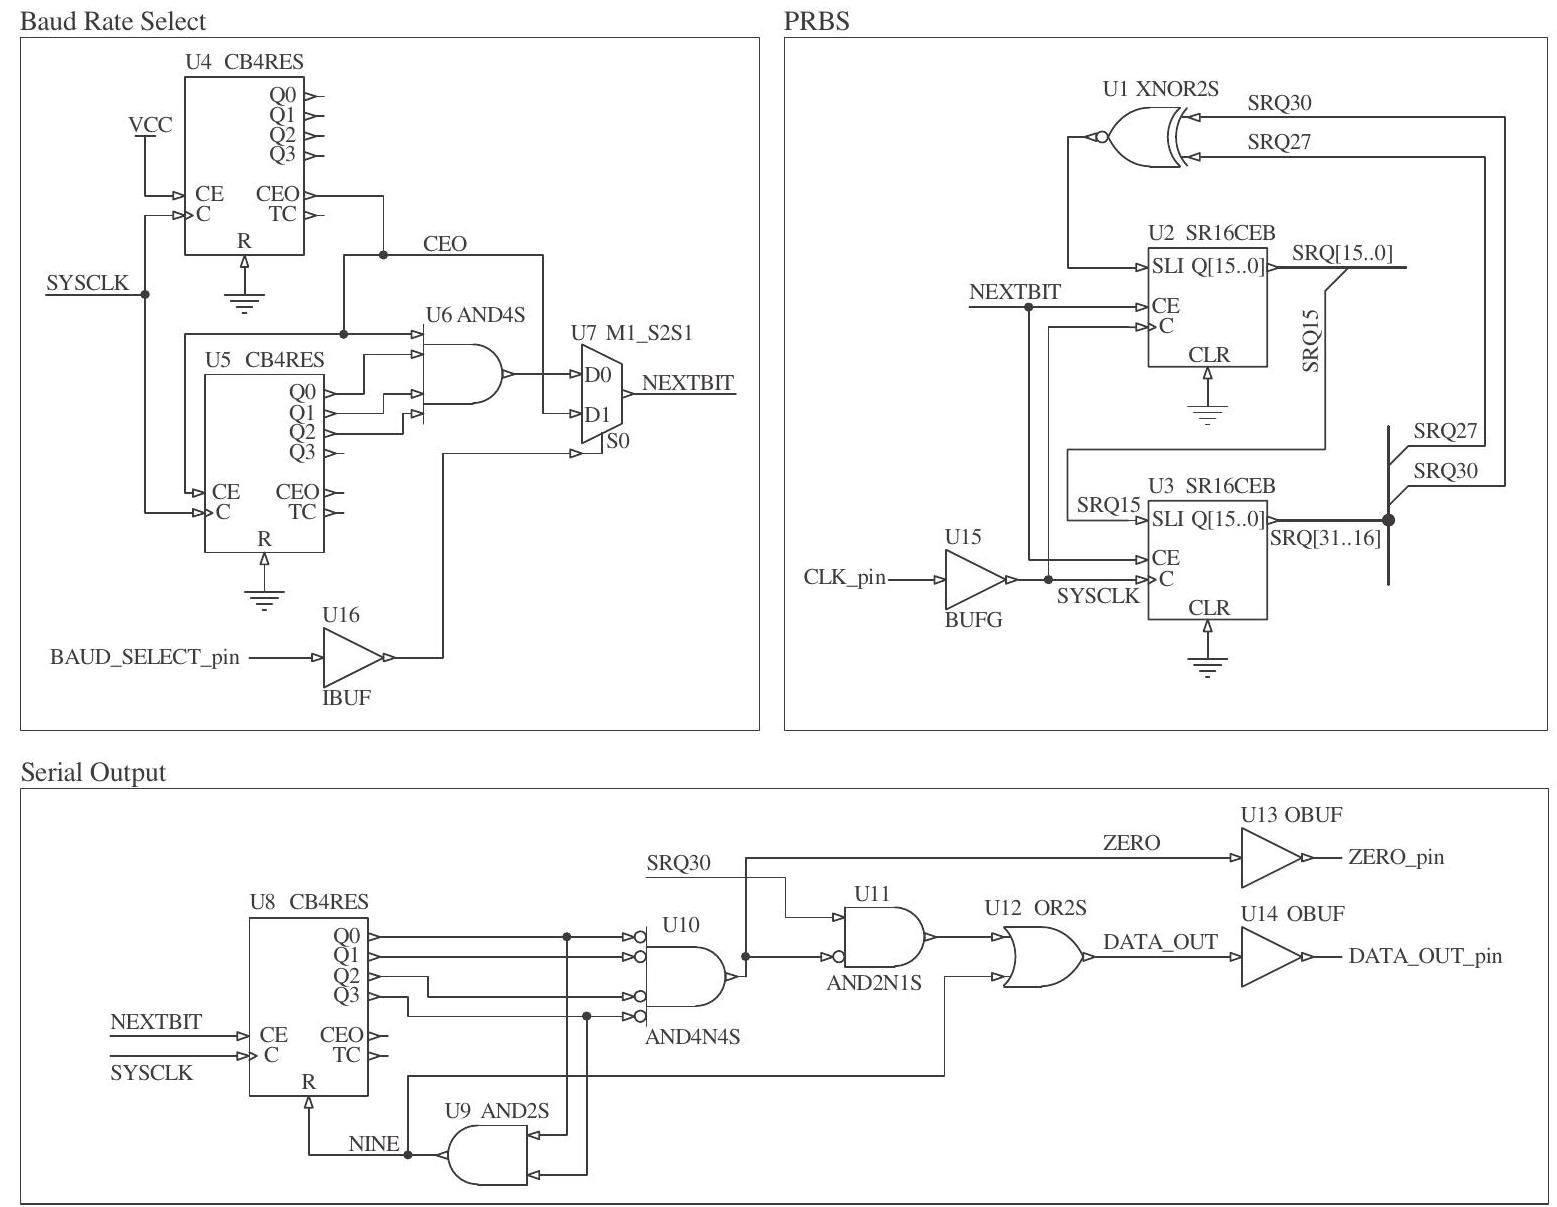 Baud Rate Select
U4 CB4RES
Q0
Q1
Q2
Q3
VCC
CE
CEO
C
TC
R
CEO
SYSCLK
U6 AND4S
U7 M1_S2S1
U5 CB4RES
D0
NEXTBIT
Q0
Q1
D1
Q2
S0
Q3
CE
CEO
C
TC
R
U16
BAUD_SELECT_pin
IBUF
PRBS
U1 XNOR2S
SRQ30
SRQ27
U2 SR16CEB
SRQ[15..0]
SLI Q[15..0]
NEXTBIT
CE
C
SRQ15
CLR
SRQ27
SRQ30
U3 SR16CEB
SRQ15
SLI Q[15..0]
U15
SRQ[31..16]
CE
CLK_pin
C
SYSCLK
CLR
BUFG
Serial Output
U13 OBUF
ZERO
ZERO_pin
SRQ30
U8 CB4RES
U11
U12 OR2S
U14 OBUF
U10
Q0
DATA_OUT
Q1
DATA_OUT_pin
Q2
AND2N1S
Q3
NEXTBIT
CE
CEO
AND4N4S
C
TC
SYSCLK
R
U9 AND2S
NINE